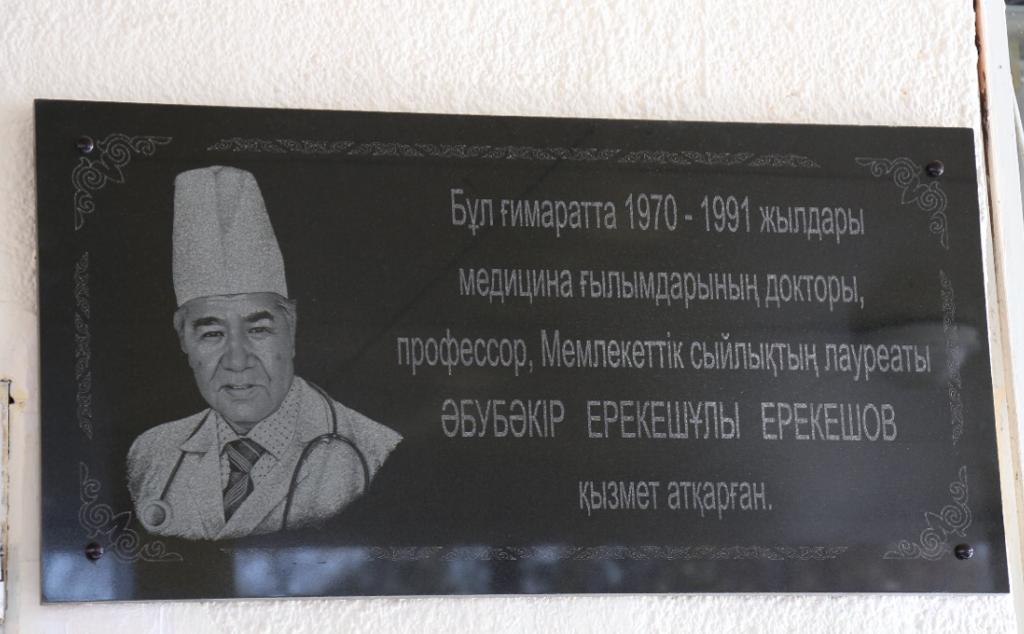 Бұл ғимаратта 1970 - 1991 жылдары
медицина ғылымдарының докторы,
профессор, Мемлекеттік сыйлықтың лауреаты
ӘБУБӘКІР ЕРЕКЕШҰЛЫ ЕРЕКЕШОВ
қызмет атқарған.